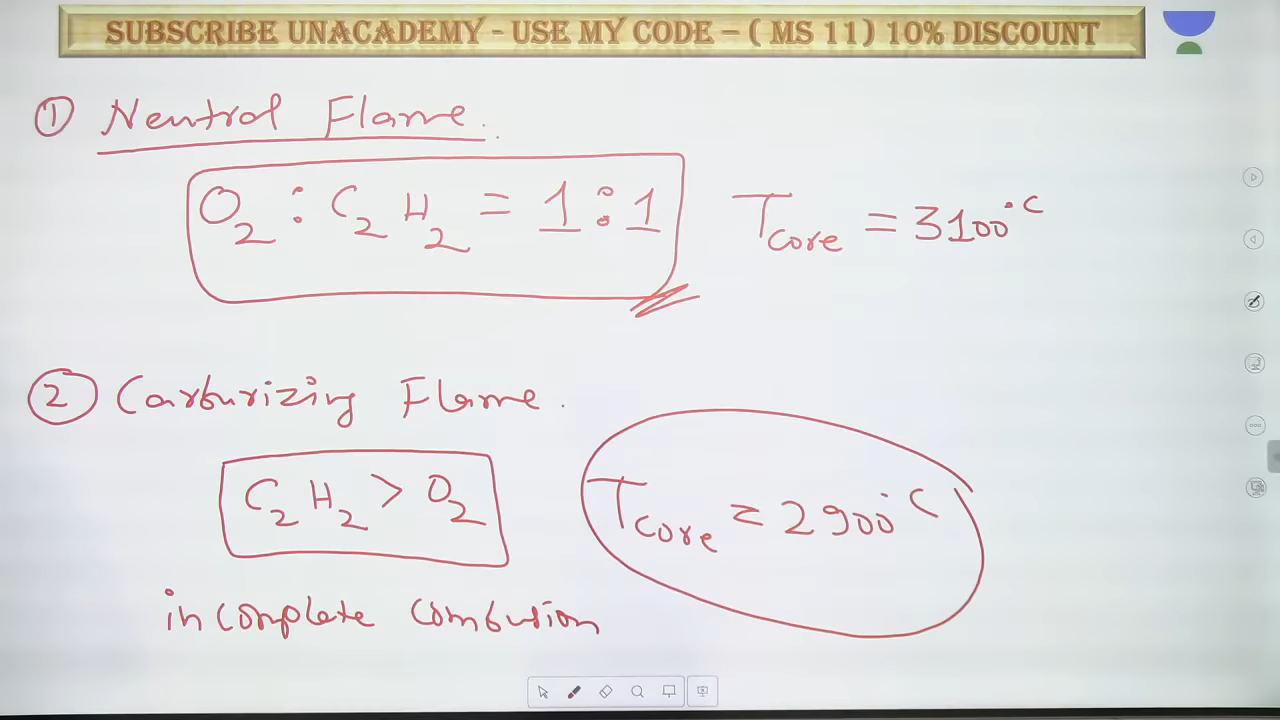 SUBSCRIBE UNACADEMY - USE MY CODE – ( MS 11) 10% DISCOUNT
① Neutral Flame.
O₂ : C₂H₂ = 1 : 1
Tcore = 3100°C
② Carburizing Flame.
C₂H₂ > O₂
Tcore = 2900°C
incomplete combusion